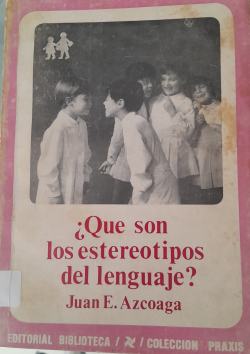 ¿Que son
los estereotipos
del lenguaje?
Juan E. Azcoaga
EDITORIAL BIBLIOTECA / / COLECCION PRAXIS